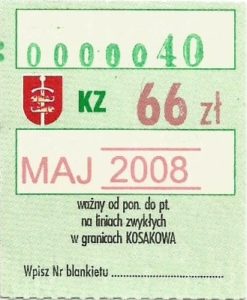 0000040
KZ 66 zł
MAJ 2008
ważny od pon. do pt.
na liniach zwykłych
w granicach KOSAKOWA
Wpisz Nr blankietu